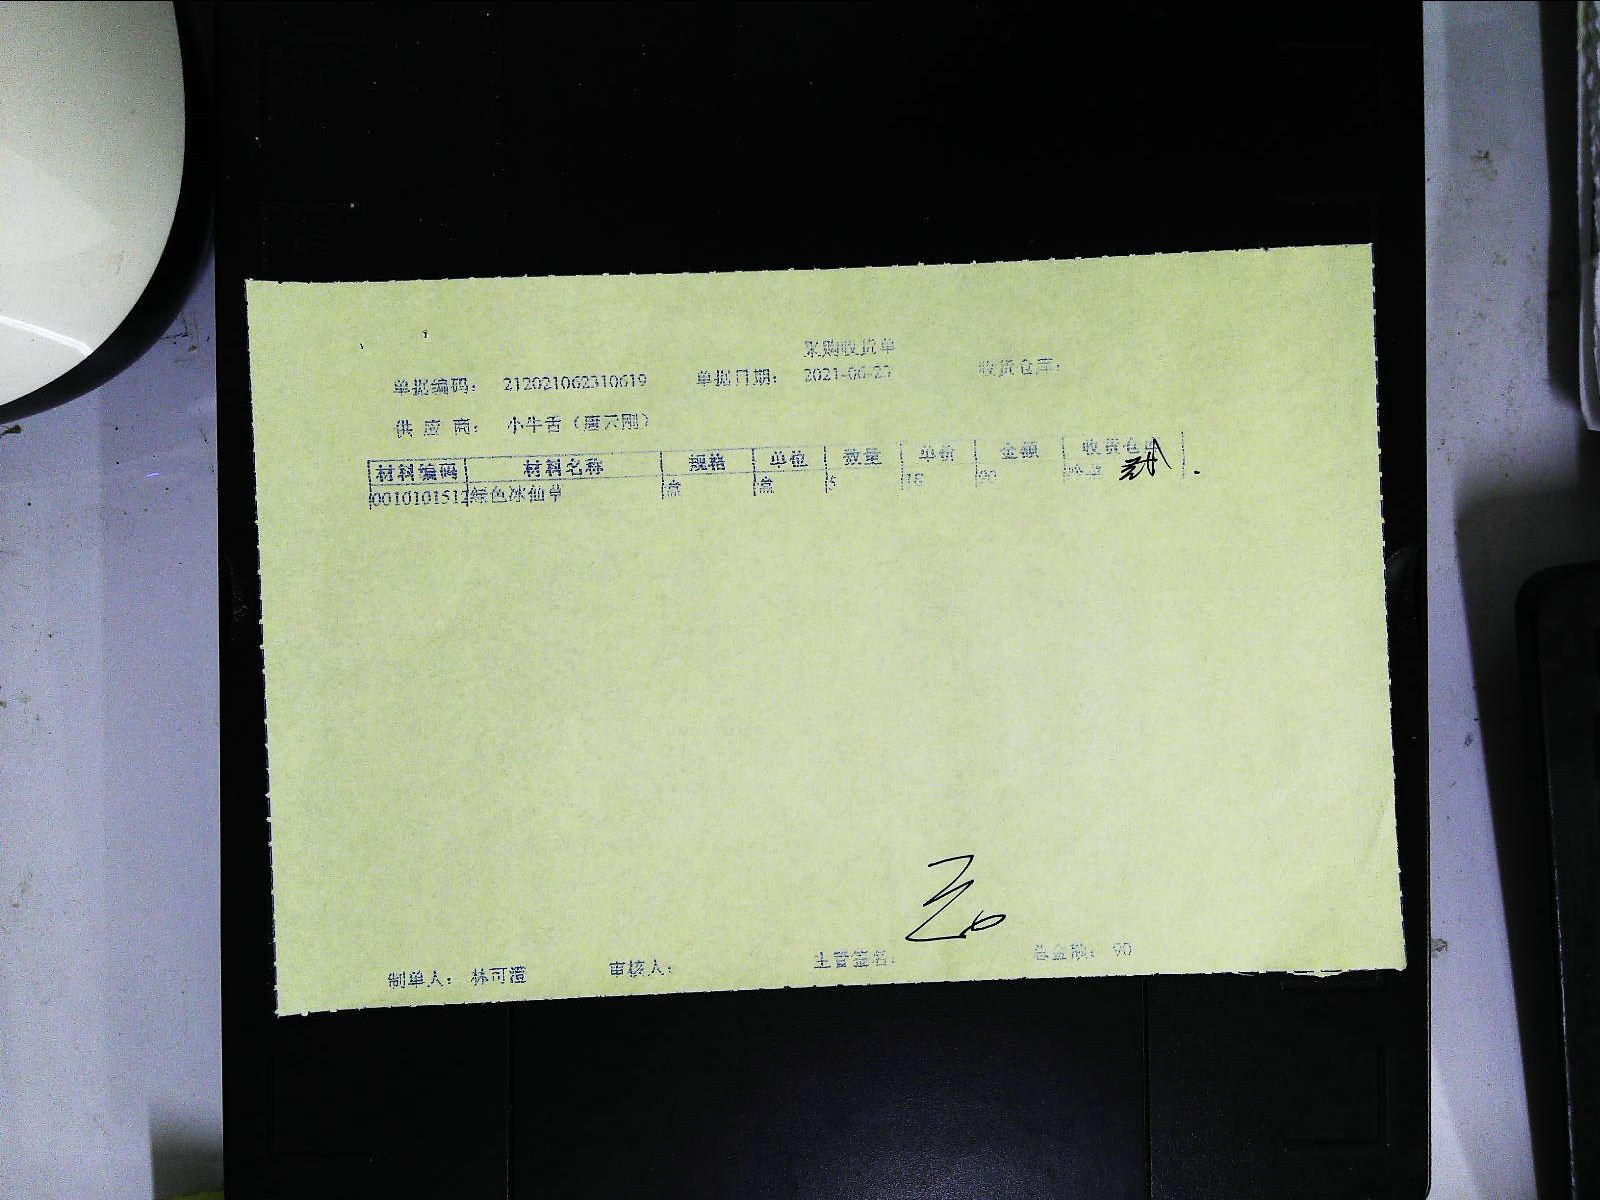 采购收货单
单据编码： 212021062310619 单据日期： 2021-06-23 收货仓库：
供 应 商： 小牛舌（唐云刚）
材料编码 材料名称 规格 单位 数量 单价 金额 收货仓库
0010101512 绿色冰仙草 盒 盒 5 18 90
制单人： 林可澧 审核人： 主管签名： 总金额： 90